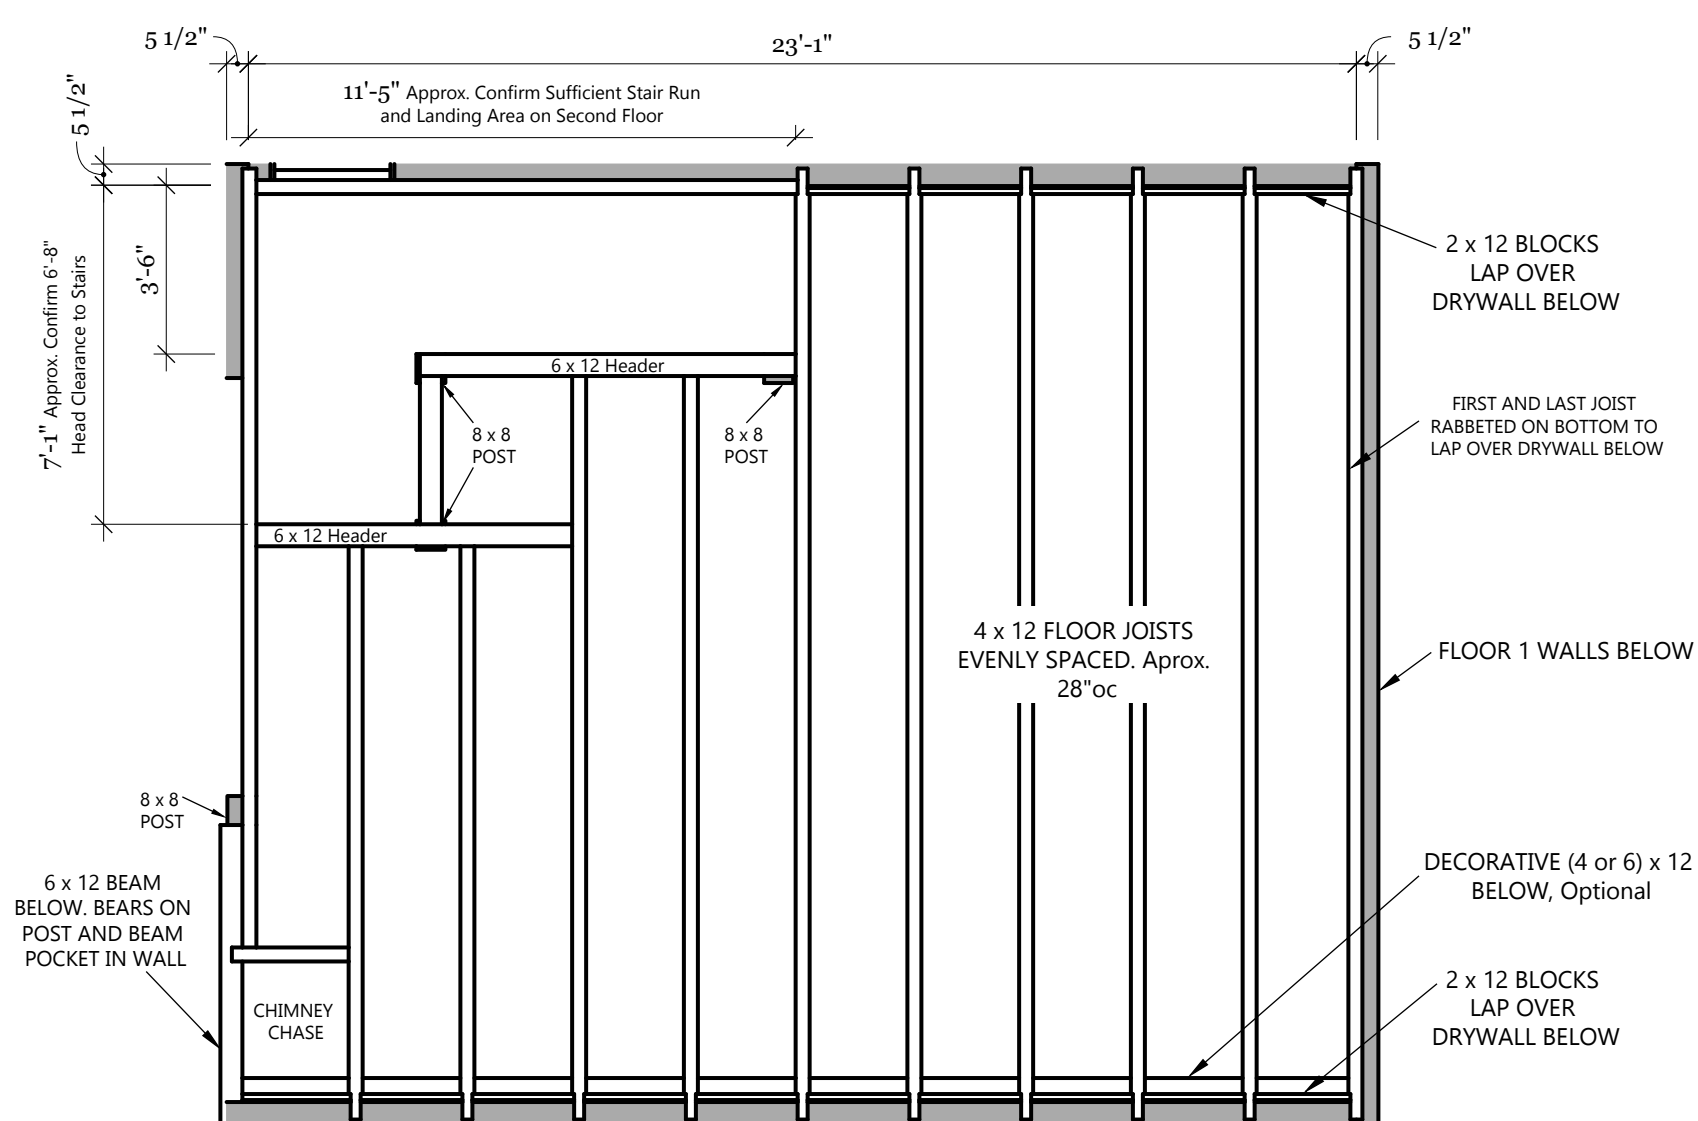 5 1/2"
23'-1"
5 1/2"
11'-5" Approx. Confirm Sufficient Stair Run
and Landing Area on Second Floor
5 1/2"
7'-1" Approx. Confirm 6'-8"
Head Clearance to Stairs
3'-6"
2 x 12 BLOCKS
LAP OVER
DRYWALL BELOW
6 x 12 Header
8 x 8
POST
8 x 8
POST
FIRST AND LAST JOIST
RABBETED ON BOTTOM TO
LAP OVER DRYWALL BELOW
6 x 12 Header
4 x 12 FLOOR JOISTS
EVENLY SPACED. Aprox.
28"oc
FLOOR 1 WALLS BELOW
8 x 8
POST
6 x 12 BEAM
BELOW. BEARS ON
POST AND BEAM
POCKET IN WALL
DECORATIVE (4 or 6) x 12
BELOW, Optional
CHIMNEY
CHASE
2 x 12 BLOCKS
LAP OVER
DRYWALL BELOW